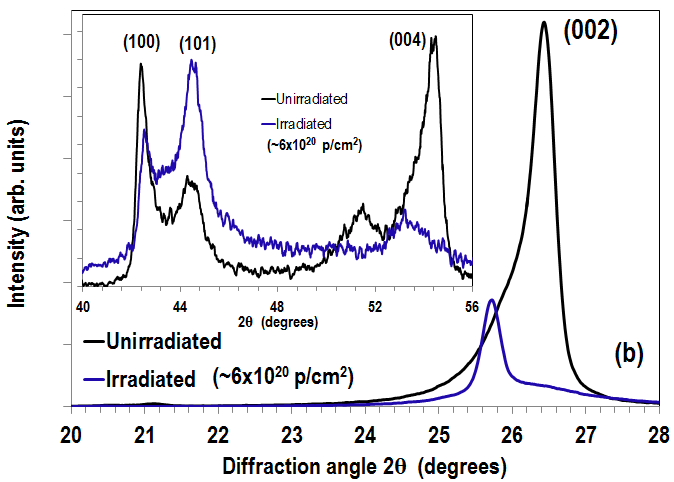 (100)
(101)
(004)
(002)
Unirradiated
Irradiated
(~6x10²⁰ p/cm²)
Intensity (arb. units)
40
44
48
52
56
2θ (degrees)
Unirradiated
Irradiated (~6x10²⁰ p/cm²)
(b)
20
21
22
23
24
25
26
27
28
Diffraction angle 2θ (degrees)